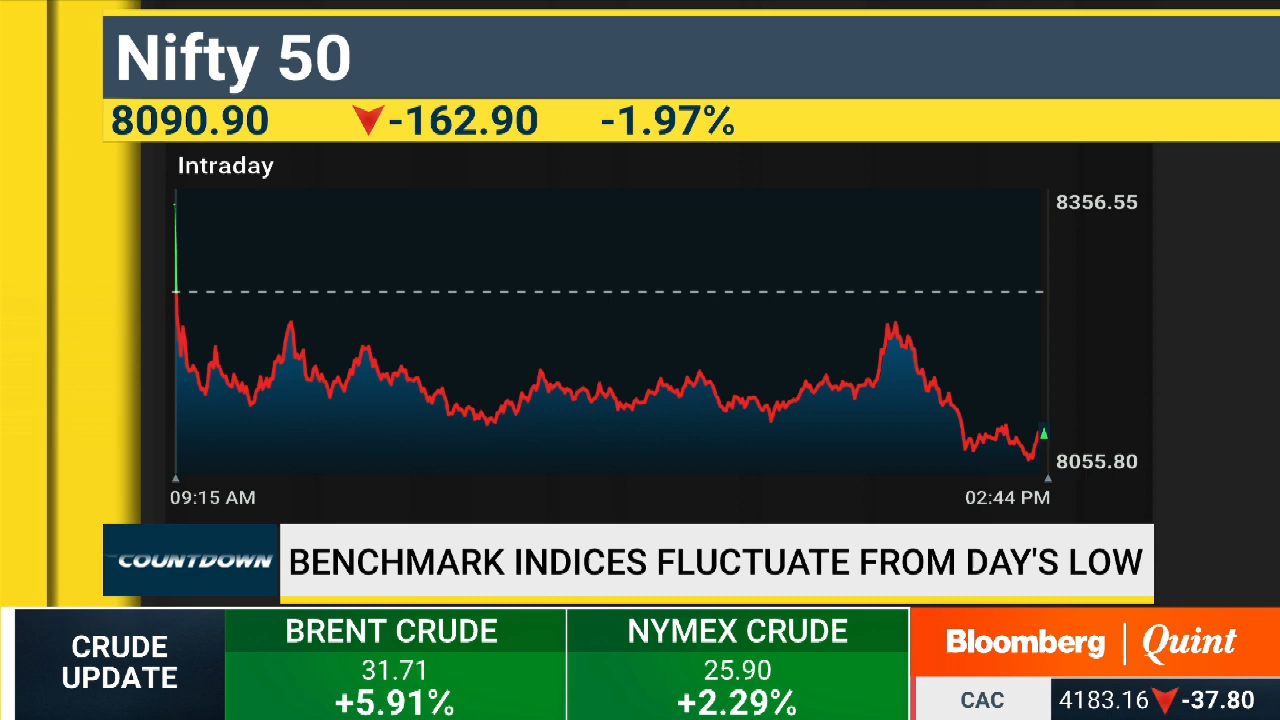 Nifty 50
8090.90 -162.90 -1.97%
Intraday
8356.55
8055.80
09:15 AM 02:44 PM
COUNTDOWN BENCHMARK INDICES FLUCTUATE FROM DAY'S LOW
CRUDE UPDATE
BRENT CRUDE
31.71
+5.91%
NYMEX CRUDE
25.90
+2.29%
Bloomberg | Quint
CAC 4183.16 -37.80